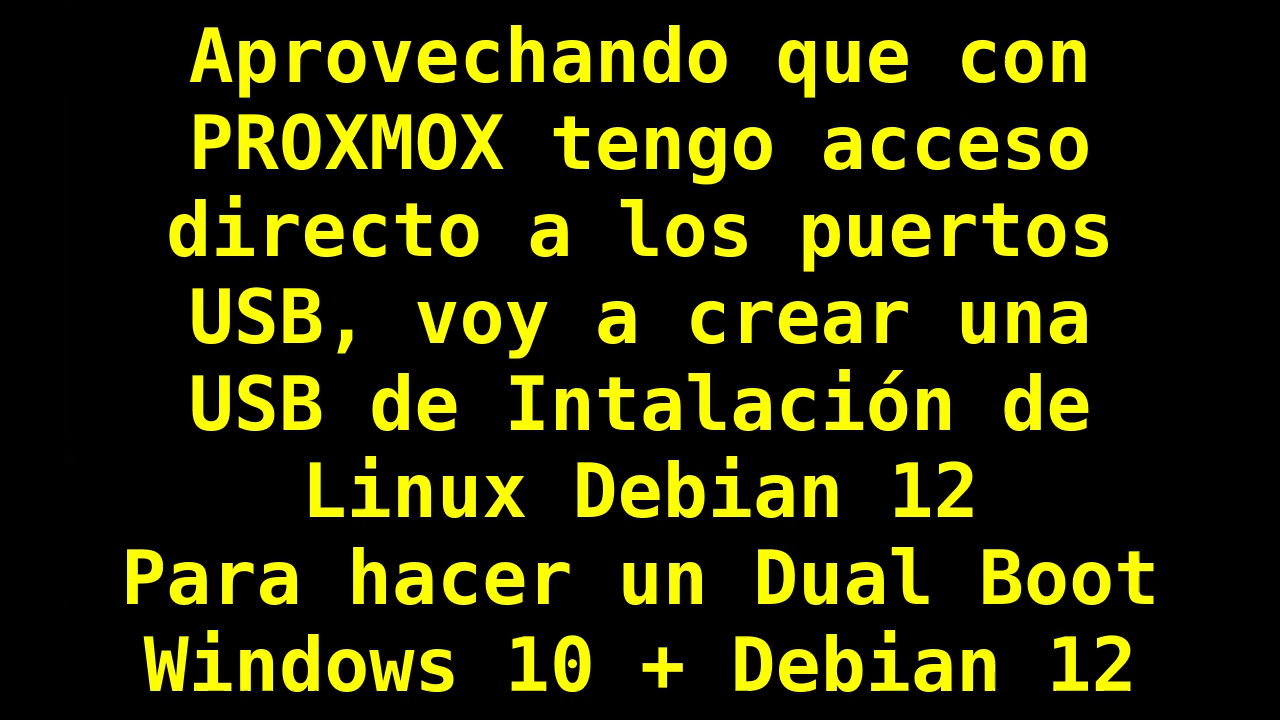 Aprovechando que con
PROXMOX tengo acceso
directo a los puertos
USB, voy a crear una
USB de Intalación de
Linux Debian 12
Para hacer un Dual Boot
Windows 10 + Debian 12